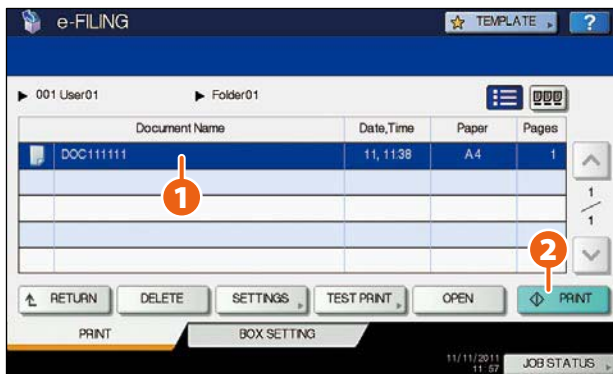 e-FILING TEMPLATE ?
001 User01 Folder01
Document Name Date,Time Paper Pages
DOC111111 11, 11:38 A4 1
1
1
1
2
RETURN DELETE SETTINGS TEST PRINT OPEN PRINT
PRINT BOX SETTING
11/11/2011
11:57 JOB STATUS